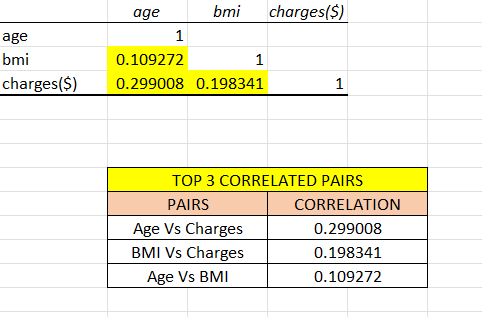 age bmi charges($)
age 1
bmi 0.109272 1
charges($) 0.299008 0.198341 1
TOP 3 CORRELATED PAIRS
PAIRS CORRELATION
Age Vs Charges 0.299008
BMI Vs Charges 0.198341
Age Vs BMI 0.109272